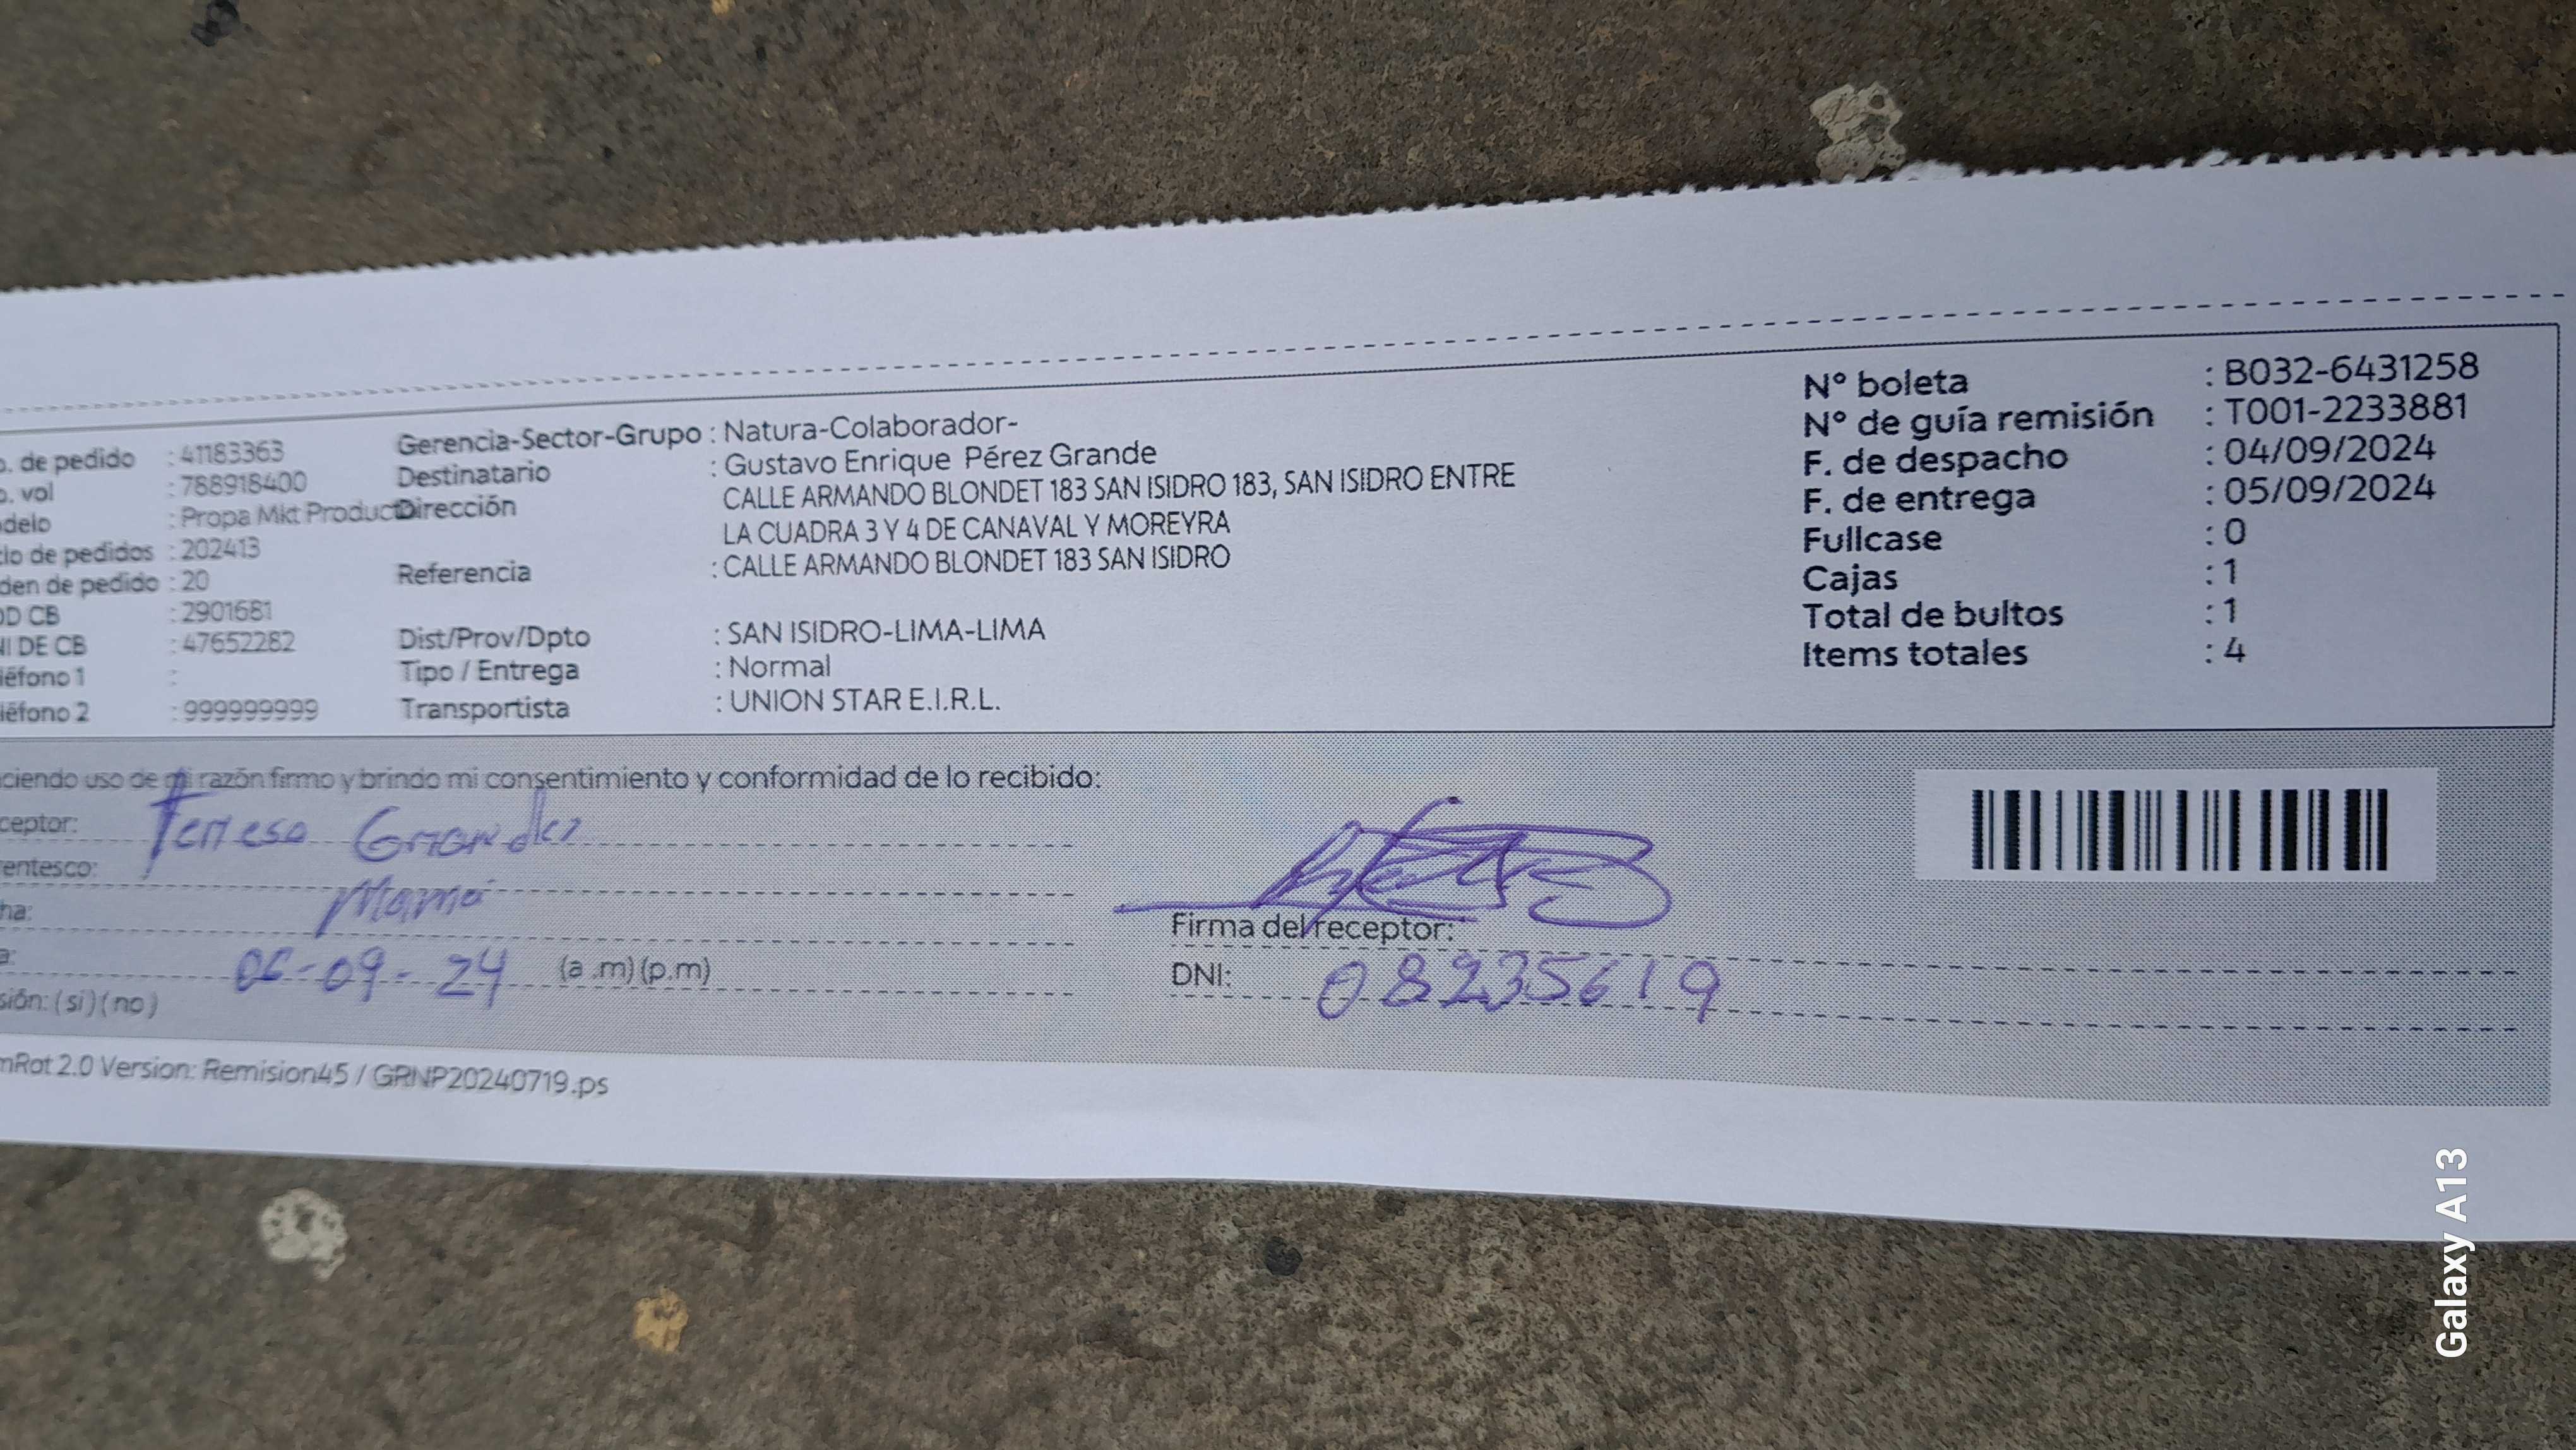 o. de pedido : 41183363
o. vol : 788918400
delo : Propa Mkt Product
clo de pedidos : 202413
den de pedido : 20
OD CB : 2901681
NI DE CB : 47652282
léfono 1 :
léfono 2 : 999999999
Gerencia-Sector-Grupo : Natura-Colaborador-
Destinatario : Gustavo Enrique Pérez Grande
Dirección CALLE ARMANDO BLONDET 183 SAN ISIDRO 183, SAN ISIDRO ENTRE
LA CUADRA 3 Y 4 DE CANAVAL Y MOREYRA
Referencia : CALLE ARMANDO BLONDET 183 SAN ISIDRO
Dist/Prov/Dpto : SAN ISIDRO-LIMA-LIMA
Tipo / Entrega : Normal
Transportista : UNION STAR E.I.R.L.
N° boleta : B032-6431258
N° de guía remisión : T001-2233881
F. de despacho : 04/09/2024
F. de entrega : 05/09/2024
Fullcase : 0
Cajas : 1
Total de bultos : 1
Items totales : 4
ciendo uso de mi razón firmo y brindo mi consentimiento y conformidad de lo recibido:
ceptor: Teresa
entesco: Mamá
ha:
a: -09-24 (a .m) (p.m)
sión: ( si ) ( no )
Firma del receptor:
DNI: 08235619
mRot 2.0 Version: Remision45 / GRNP20240719.ps
Galaxy A13